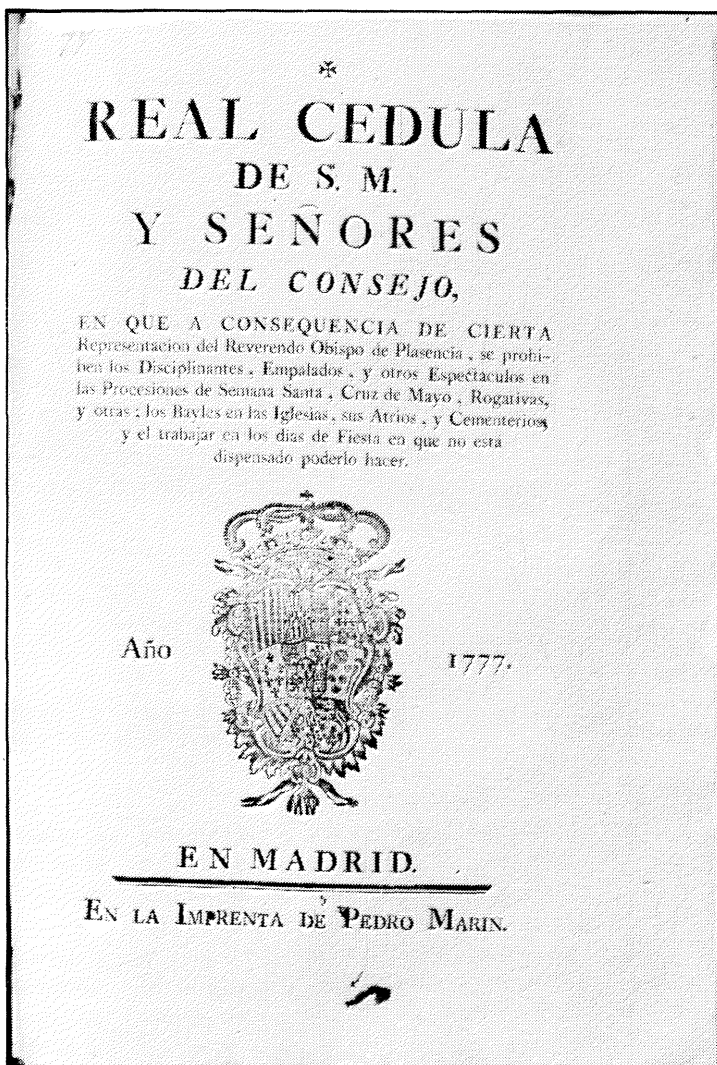 REAL CEDULA
DE S. M.
Y SEÑORES
DEL CONSEJO,
EN QUE A CONSEQUENCIA DE CIERTA
Representacion del Reverendo Obispo de Plasencia, se prohi-
ben los Disciplinantes, Empalados, y otros Espectaculos en
las Procesiones de Semana Santa, Cruz de Mayo, Rogativas,
y otras; los Bayles en las Iglesias, sus Atrios, y Cementerios,
y el trabajar en los dias de Fiesta en que no está
dispensado poderlo hacer.
Año 1777.
EN MADRID.
EN LA IMPRENTA DE PEDRO MARIN.